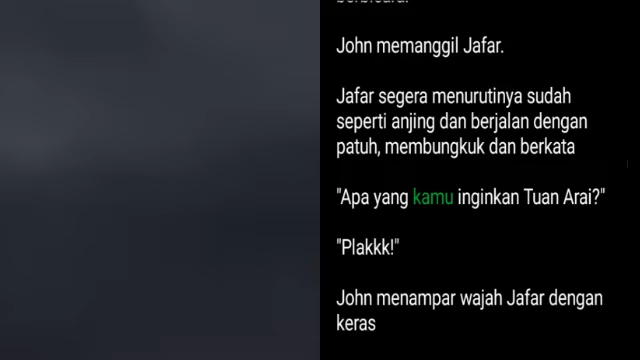 John memanggil Jafar.
Jafar segera menurutinya sudah
seperti anjing dan berjalan dengan
patuh, membungkuk dan berkata
"Apa yang kamu inginkan Tuan Arai?"
"Plakkk!"
John menampar wajah Jafar dengan
keras